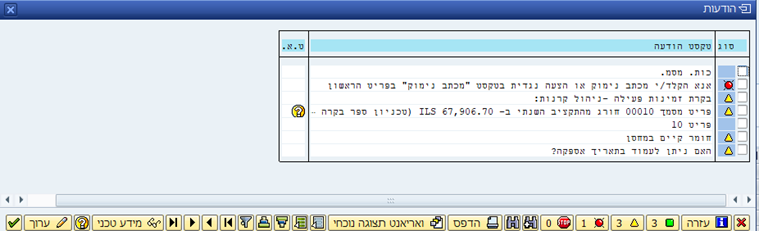 הודעות
סוג טקסט הודעה ט.א.
כות. מסמ.
אנא הקלד/י מכתב נימוק או הצעה נגדית בטקסט "מכתב נימוק" בפריט הראשון
בקרת זמינות פעילה -ניהול קרנות:
פריט מסמך 00010 חורג מהתקציב השנתי ב- 67,906.70 ILS (טכניון ספר בקרה ..
פריט 10
חומר קיים במחסן
האם ניתן לעמוד בתאריך אספקה?
עזרה 3 3 1 STOP 0 הדפס ואריאנט תצוגה נוכחי מידע טכני ערוך